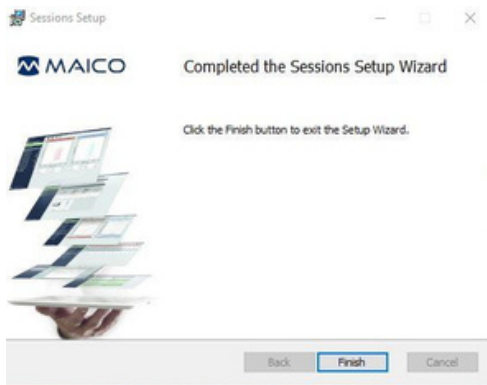 Sessions Setup
MAICO
Completed the Sessions Setup Wizard
Click the Finish button to exit the Setup Wizard.
Back
Finish
Cancel